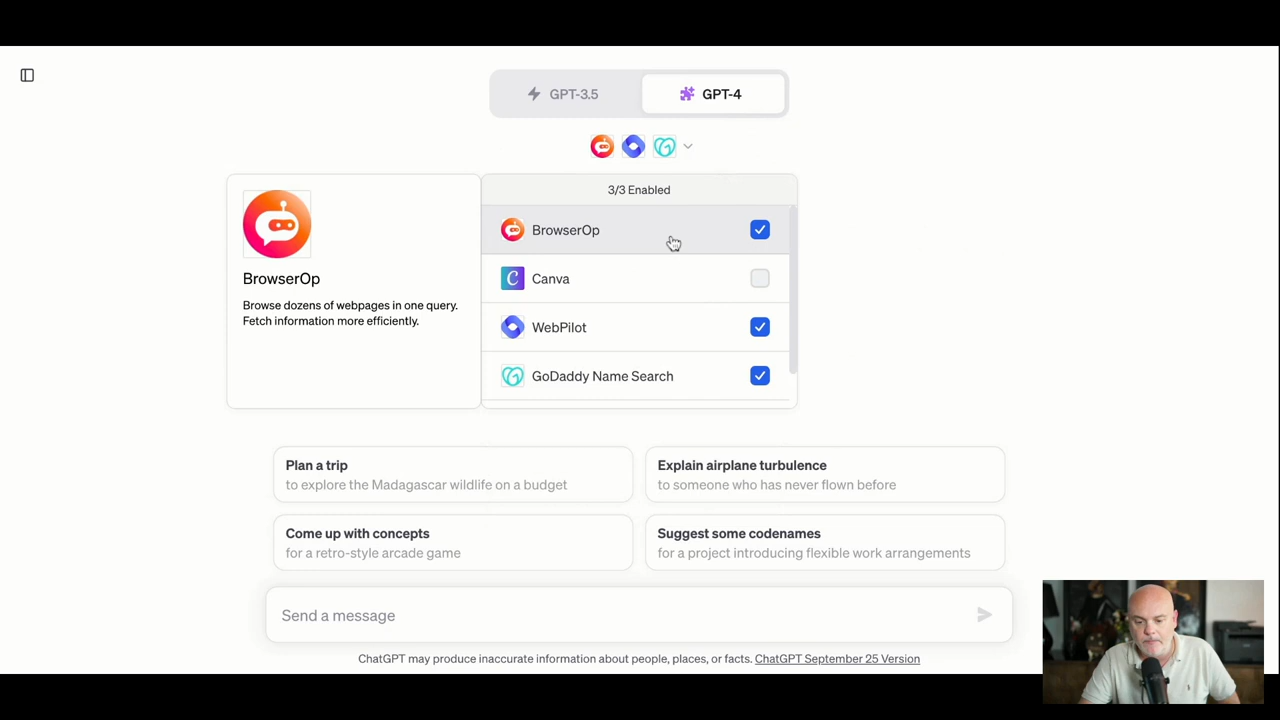 GPT-3.5
GPT-4
3/3 Enabled
BrowserOp
Browse dozens of webpages in one query.
Fetch information more efficiently.
BrowserOp
Canva
WebPilot
GoDaddy Name Search
Plan a trip
to explore the Madagascar wildlife on a budget
Explain airplane turbulence
to someone who has never flown before
Come up with concepts
for a retro-style arcade game
Suggest some codenames
for a project introducing flexible work arrangements
Send a message
ChatGPT may produce inaccurate information about people, places, or facts. ChatGPT September 25 Version